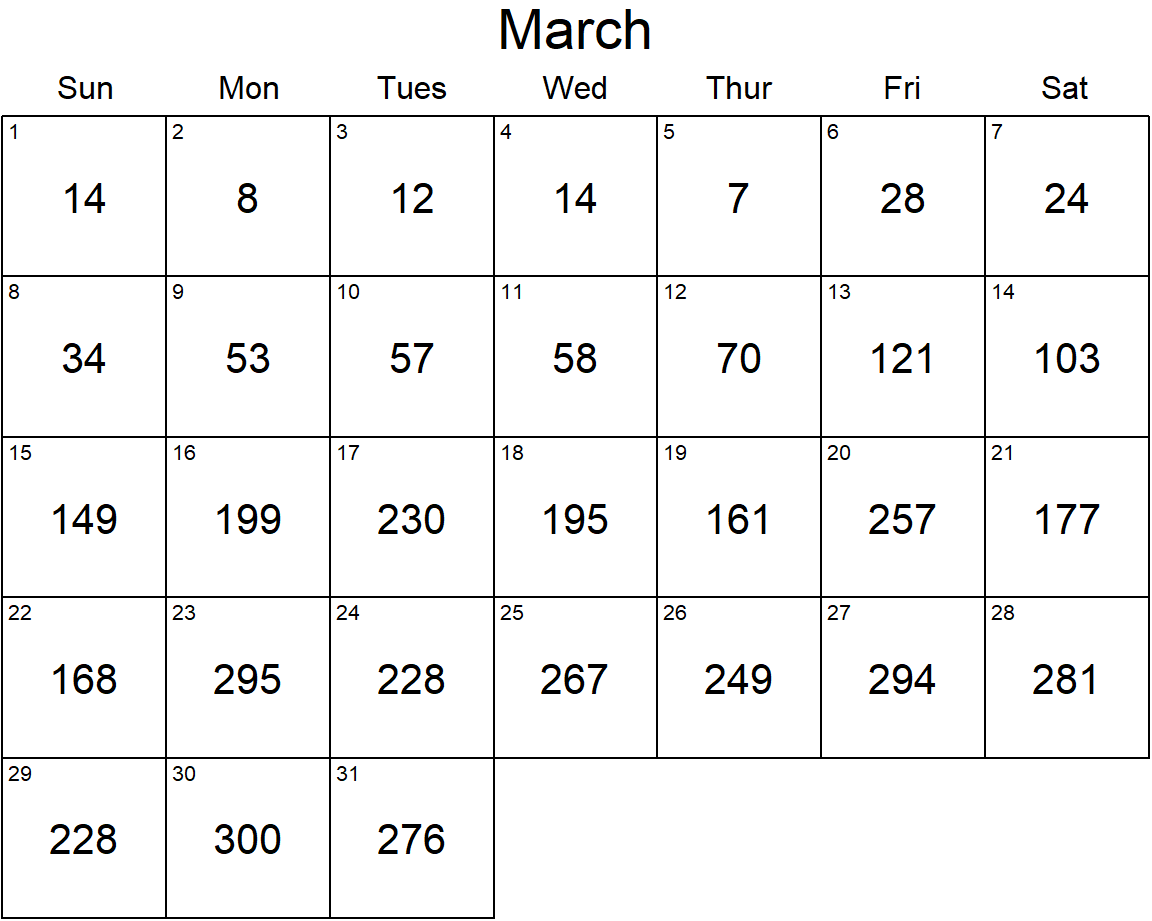 March
Sun Mon Tues Wed Thur Fri Sat
1 2 3 4 5 6 7
14 8 12 14 7 28 24
8 9 10 11 12 13 14
34 53 57 58 70 121 103
15 16 17 18 19 20 21
149 199 230 195 161 257 177
22 23 24 25 26 27 28
168 295 228 267 249 294 281
29 30 31
228 300 276